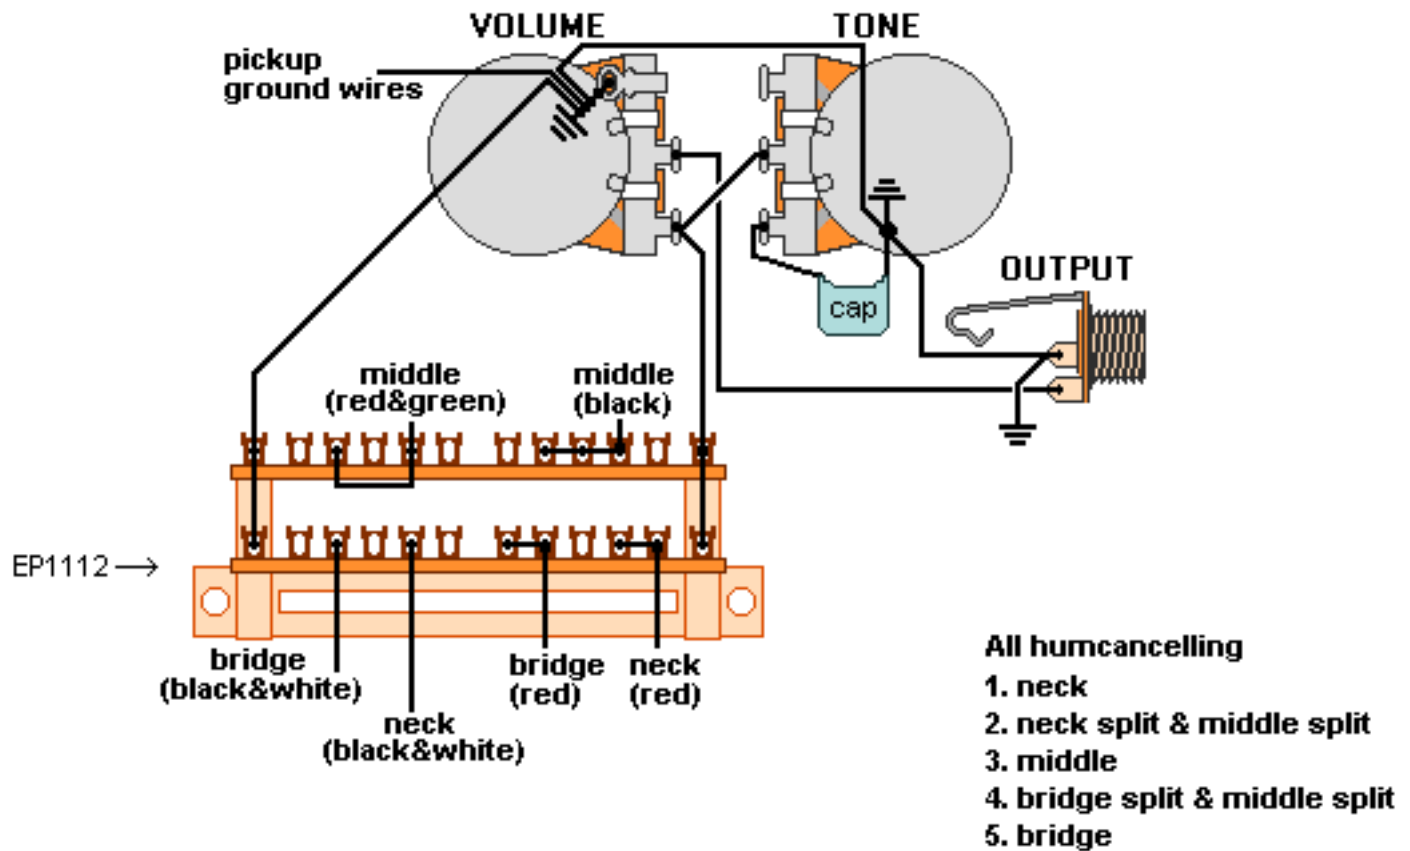 VOLUME
TONE
pickup
ground wires
OUTPUT
cap
middle
(red&green)
middle
(black)
EP1112
bridge
(black&white)
neck
(black&white)
bridge
(red)
neck
(red)
All humcancelling
1. neck
2. neck split & middle split
3. middle
4. bridge split & middle split
5. bridge